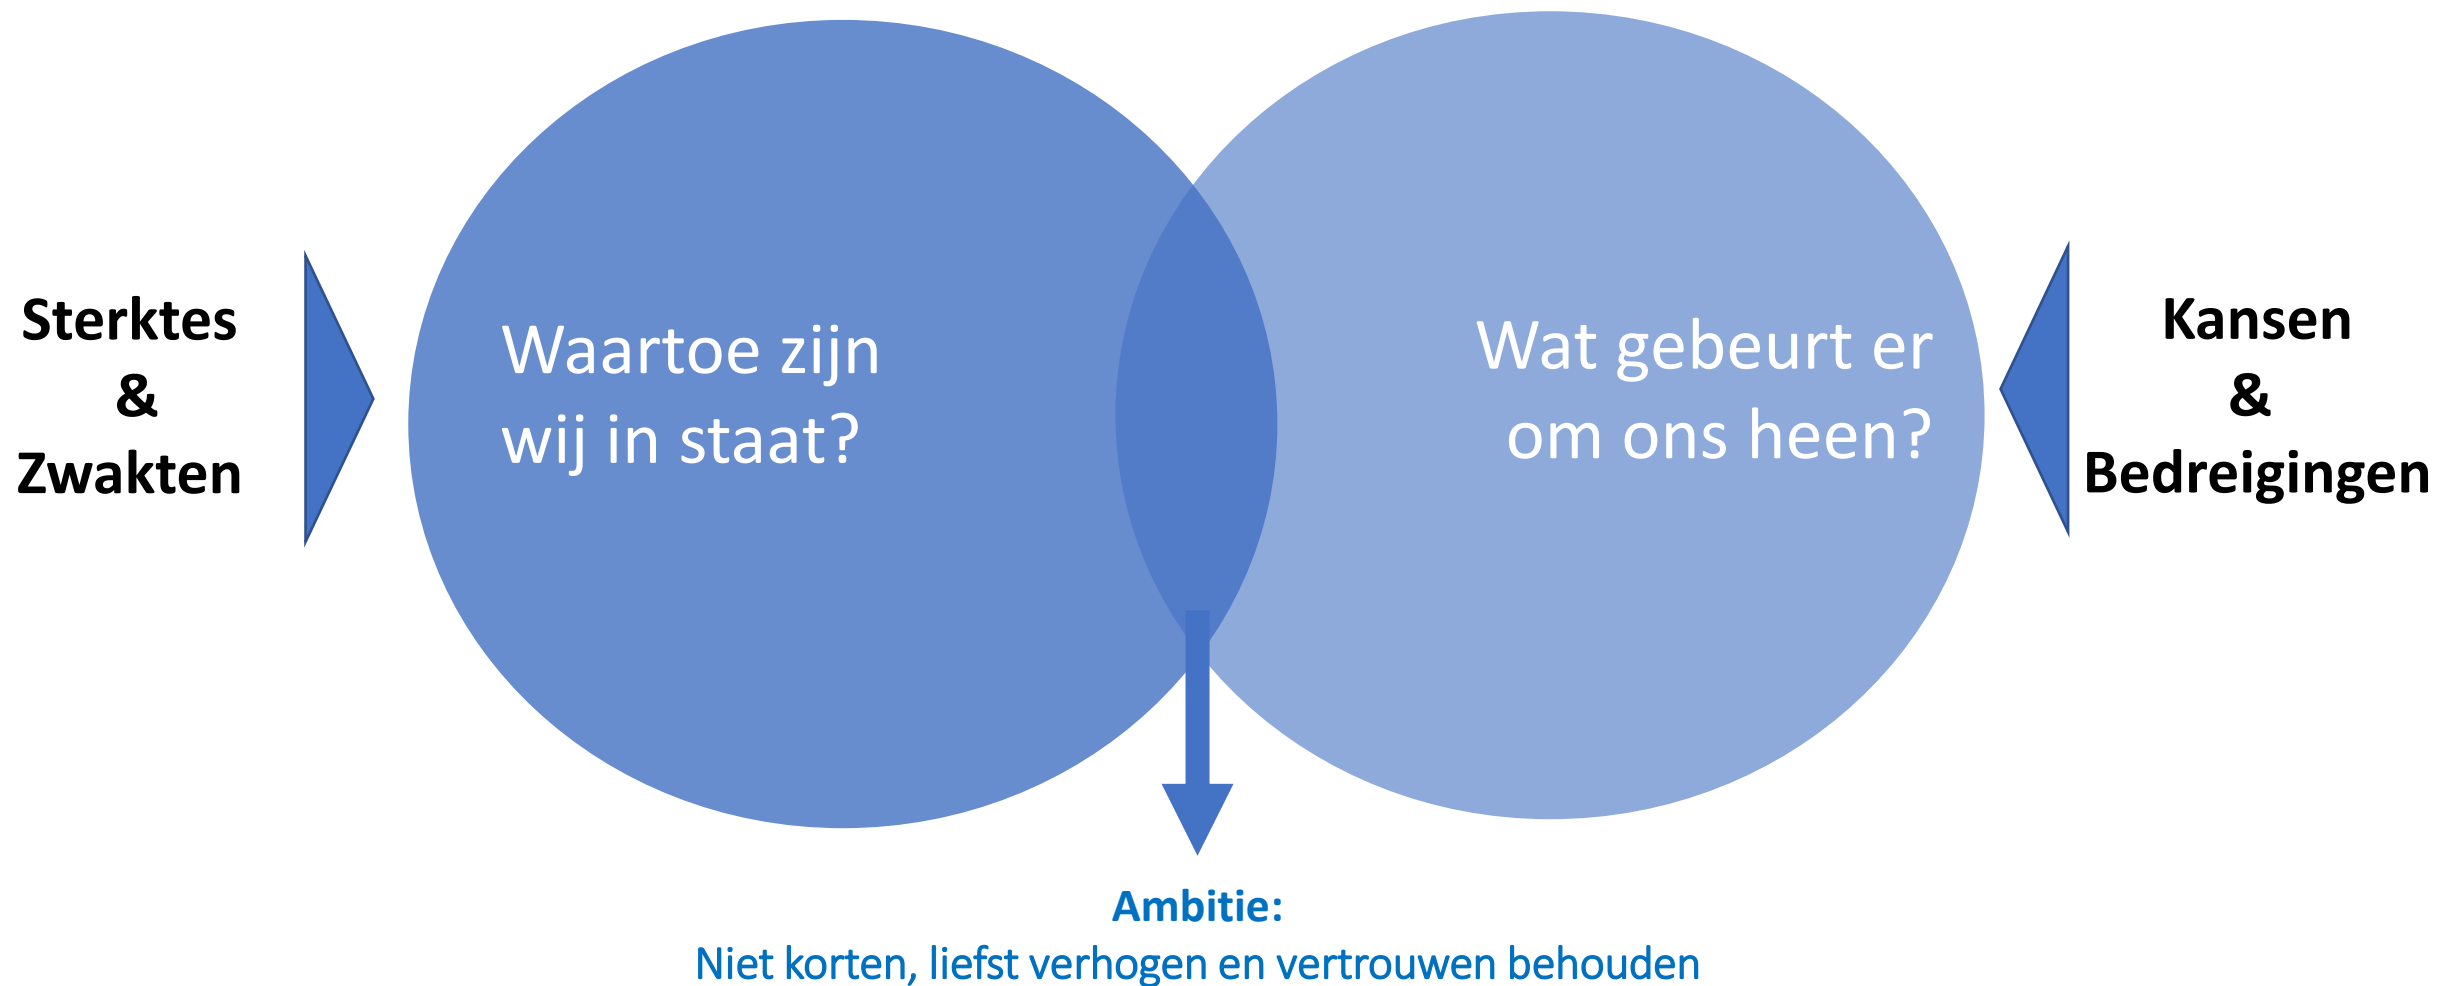 Sterktes
&
Zwakten
Waartoe zijn
wij in staat?
Wat gebeurt er
om ons heen?
Kansen
&
Bedreigingen
Ambitie:
Niet korten, liefst verhogen en vertrouwen behouden